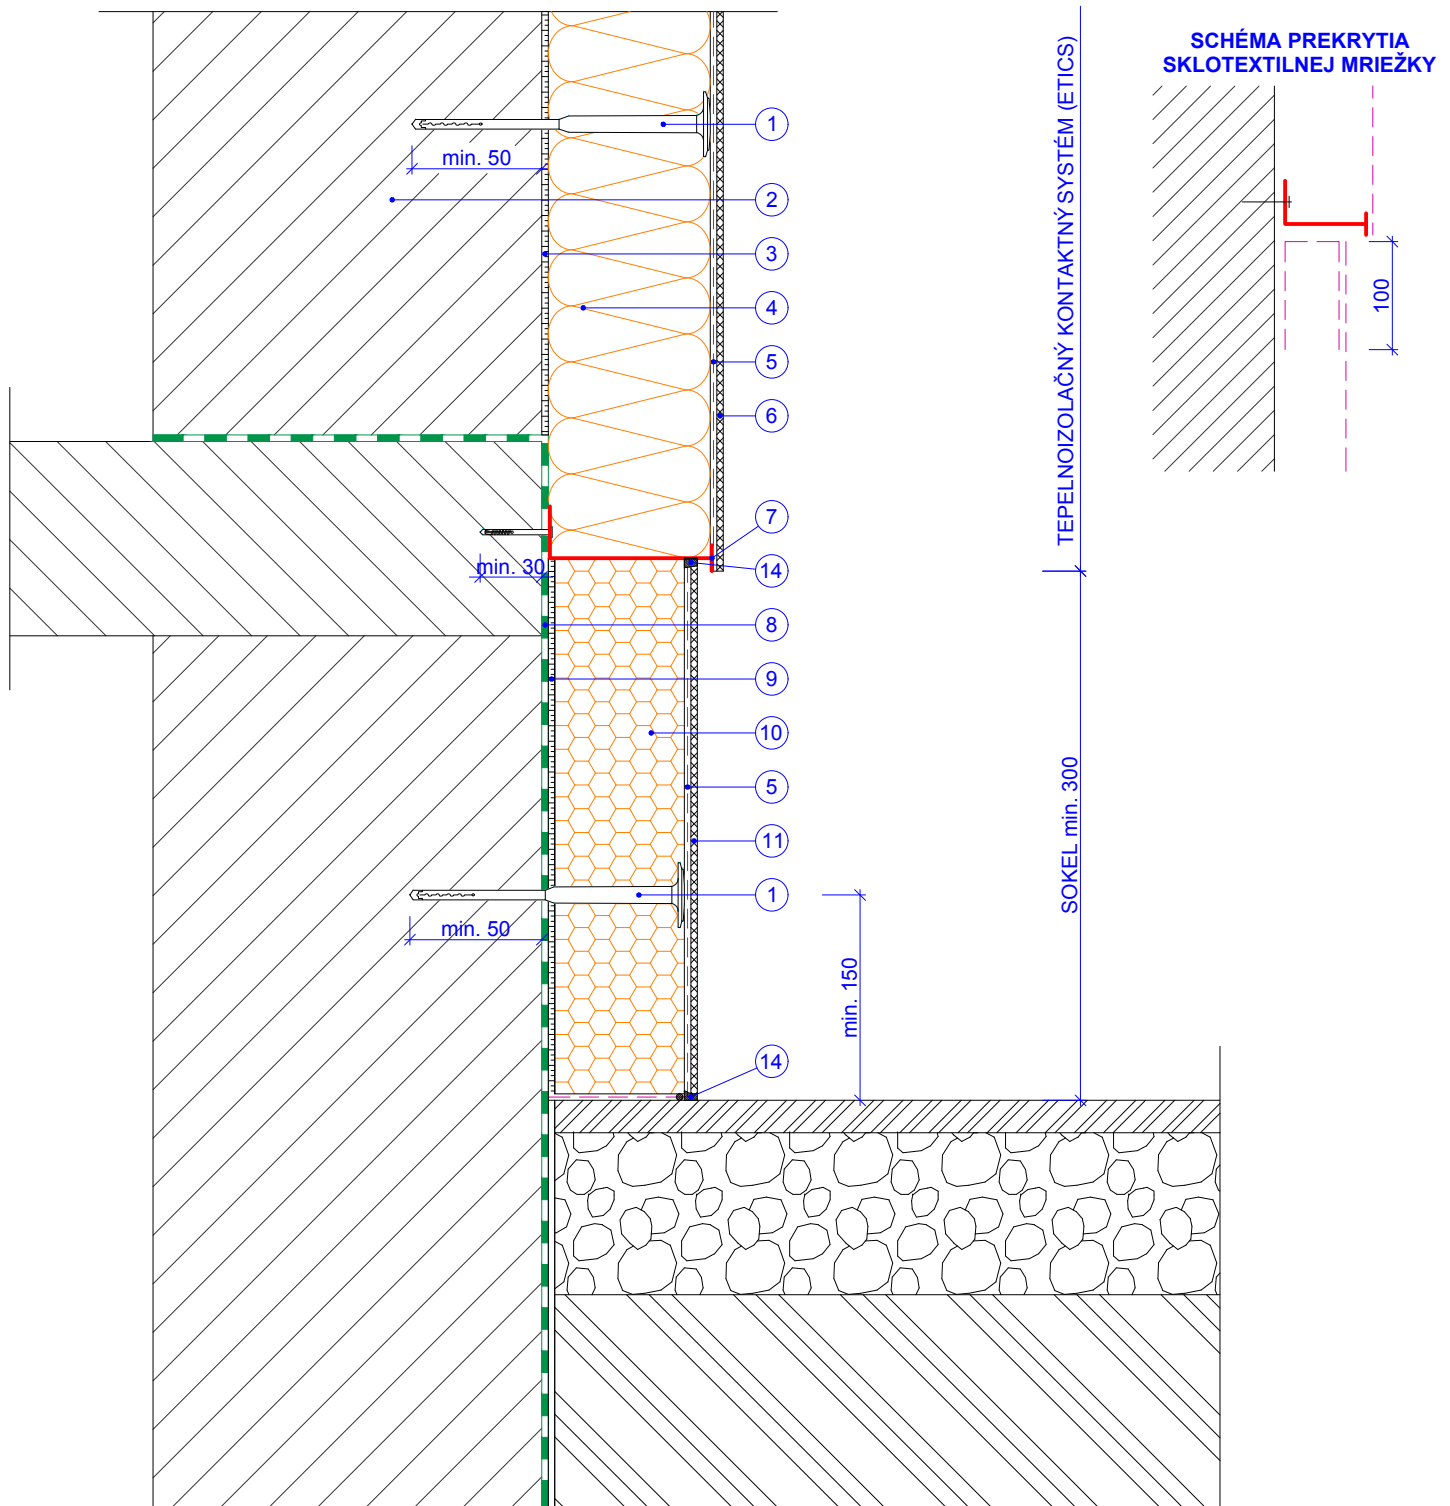 SCHÉMA PREKRYTIA
SKLOTEXTILNEJ MRIEŽKY
1
min. 50
2
3
4
5
6
TEPELNOIZOLAČNÝ KONTAKTNÝ SYSTÉM (ETICS)
100
7
14
min. 30
8
9
10
5
11
SOKEL min. 300
1
min. 50
min. 150
14